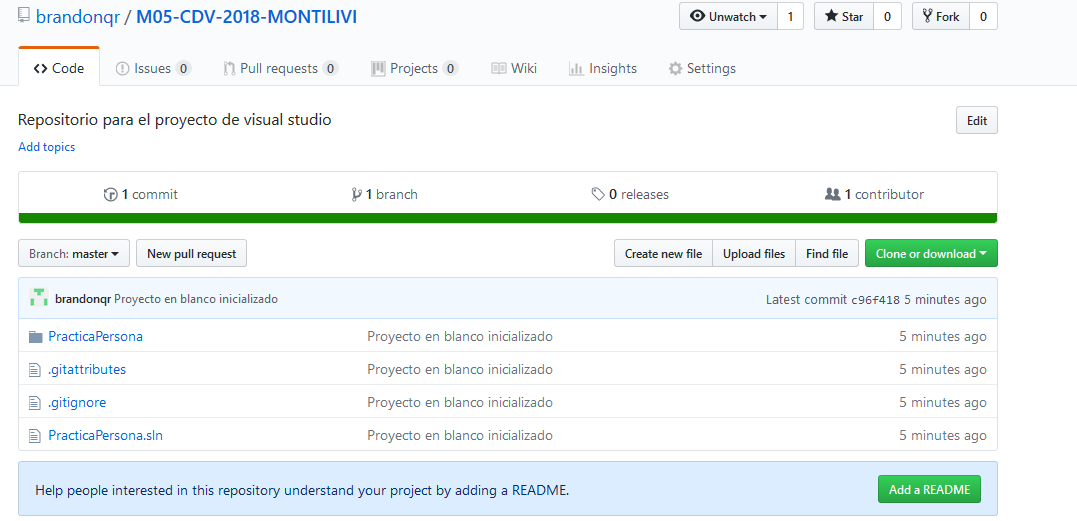 brandonqr / M05-CDV-2018-MONTILIVI Unwatch 1 Star 0 Fork 0
Code Issues 0 Pull requests 0 Projects 0 Wiki Insights Settings
Repositorio para el proyecto de visual studio Edit
Add topics
1 commit 1 branch 0 releases 1 contributor
Branch: master New pull request Create new file Upload files Find file Clone or download
brandonqr Proyecto en blanco inicializado Latest commit c96f418 5 minutes ago
PracticaPersona Proyecto en blanco inicializado 5 minutes ago
.gitattributes Proyecto en blanco inicializado 5 minutes ago
.gitignore Proyecto en blanco inicializado 5 minutes ago
PracticaPersona.sln Proyecto en blanco inicializado 5 minutes ago
Help people interested in this repository understand your project by adding a README. Add a README